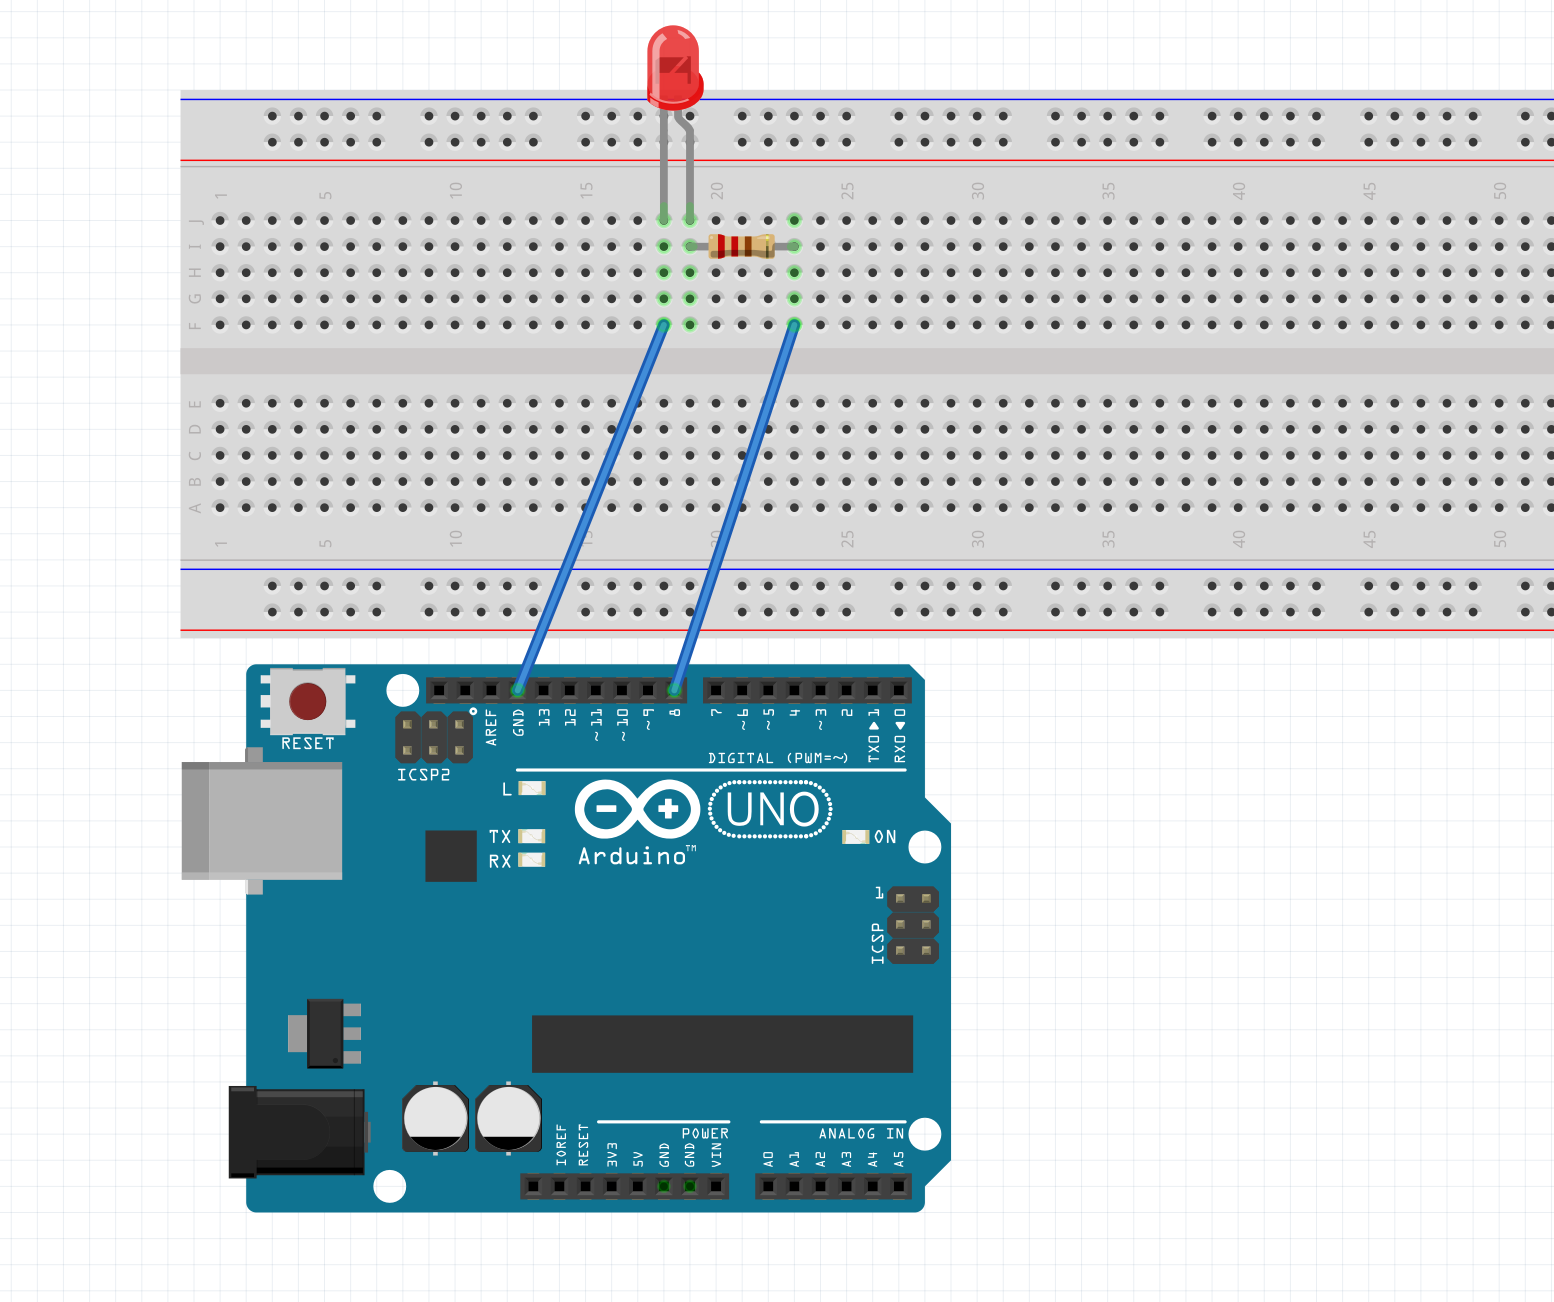 1 5 10 15 20 25 30 35 40 45 50
J
I
H
G
F
E
D
C
B
A
1 5 10 15 20 25 30 35 40 45 50
RESET
ICSP2
AREF GND 13 12 ~11 ~10 ~9 8 7 ~6 ~5 4 ~3 2 TX0▶1 RX0◀0
DIGITAL (PWM=~)
L
TX
RX
Arduino™
UNO
ON
1
ICSP
POWER
ANALOG IN
IOREF RESET 3V3 5V GND GND VIN A0 A1 A2 A3 A4 A5